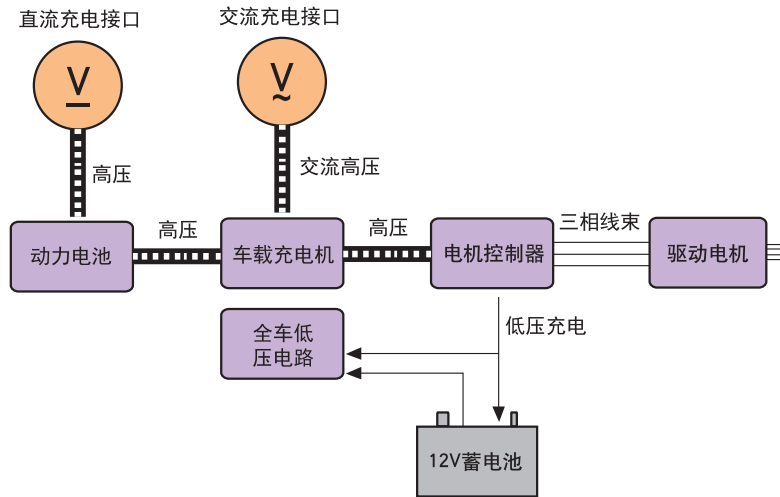 直流充电接口
交流充电接口
V
V
~
高压
交流高压
高压
高压
三相线束
动力电池
车载充电机
电机控制器
驱动电机
低压充电
全车低
压电路
12V蓄电池